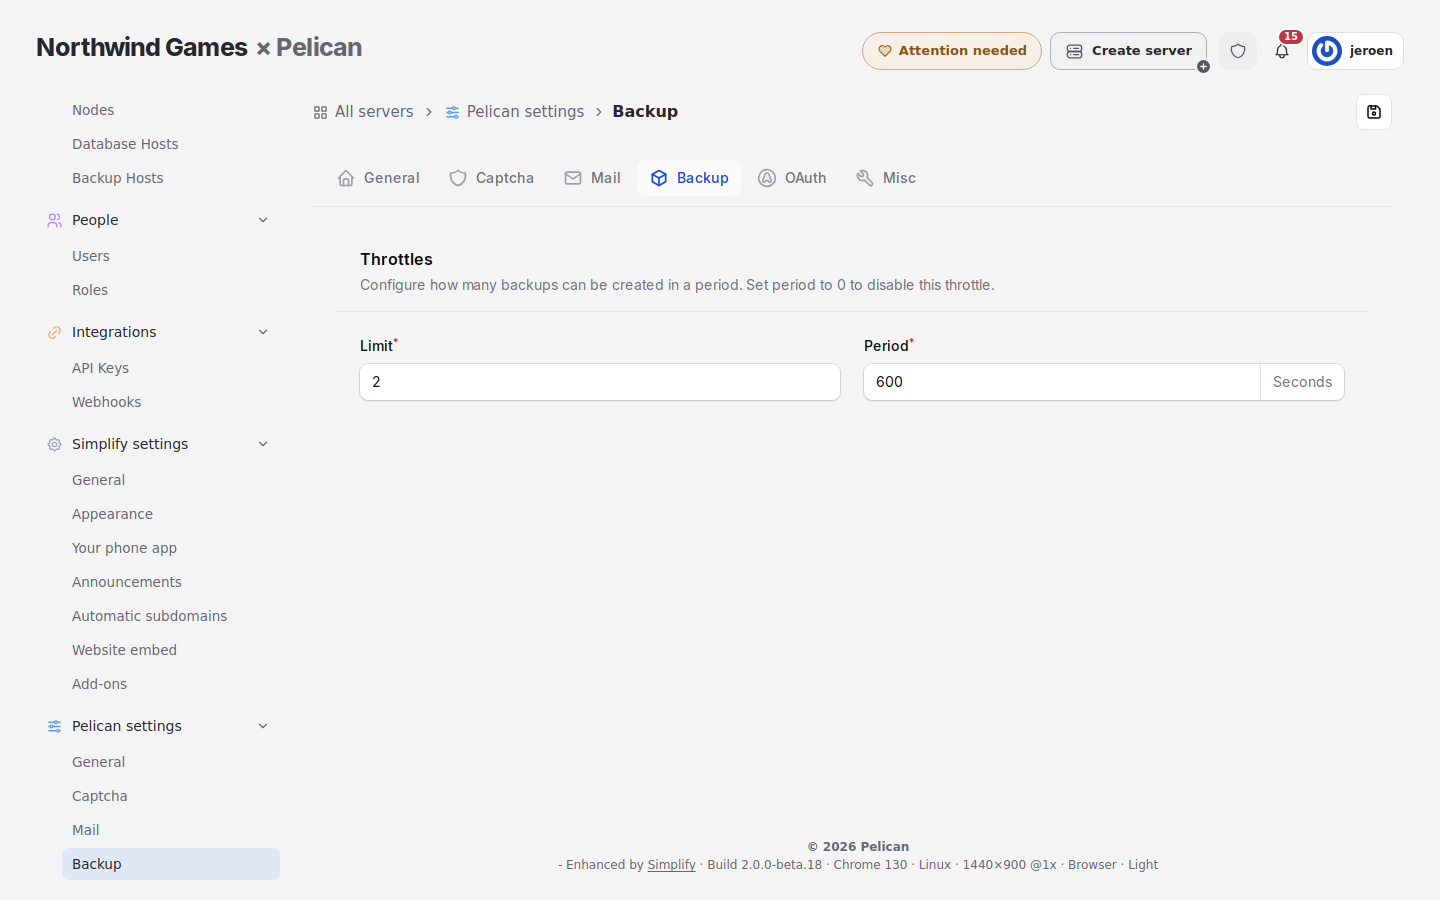 Northwind Games × Pelican
Attention needed
Create server
15
jeroen
Nodes
Database Hosts
Backup Hosts
People
Users
Roles
Integrations
API Keys
Webhooks
Simplify settings
General
Appearance
Your phone app
Announcements
Automatic subdomains
Website embed
Add-ons
Pelican settings
General
Captcha
Mail
Backup
All servers > Pelican settings > Backup
General
Captcha
Mail
Backup
OAuth
Misc
Throttles
Configure how many backups can be created in a period. Set period to 0 to disable this throttle.
Limit*
2
Period*
600
Seconds
© 2026 Pelican
- Enhanced by Simplify · Build 2.0.0-beta.18 · Chrome 130 · Linux · 1440×900 @1x · Browser · Light